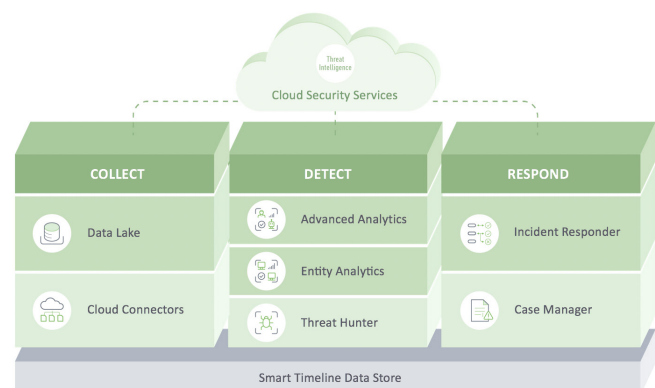 Threat
Intelligence
Cloud Security Services
COLLECT
Data Lake
Cloud Connectors
DETECT
Advanced Analytics
Entity Analytics
Threat Hunter
RESPOND
Incident Responder
Case Manager
Smart Timeline Data Store